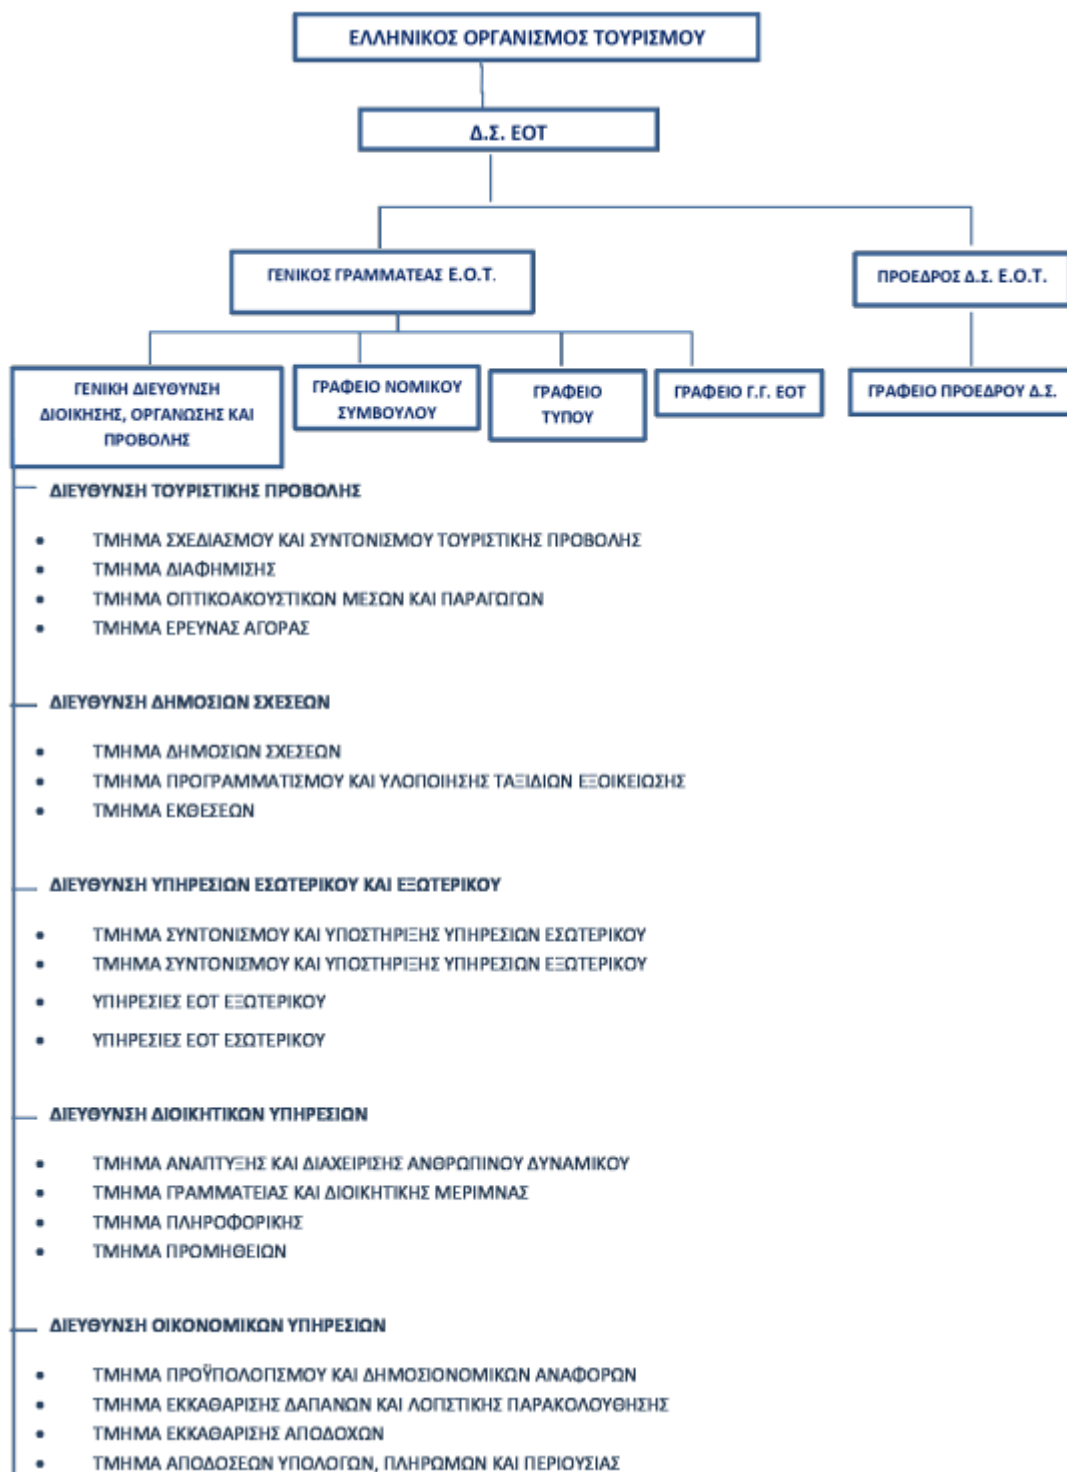 ΕΛΛΗΝΙΚΟΣ ΟΡΓΑΝΙΣΜΟΣ ΤΟΥΡΙΣΜΟΥ
Δ.Σ. ΕΟΤ
ΓΕΝΙΚΟΣ ΓΡΑΜΜΑΤΕΑΣ Ε.Ο.Τ.
ΠΡΟΕΔΡΟΣ Δ.Σ. Ε.Ο.Τ.
ΓΕΝΙΚΗ ΔΙΕΥΘΥΝΣΗ
ΔΙΟΙΚΗΣΗΣ, ΟΡΓΑΝΩΣΗΣ ΚΑΙ
ΠΡΟΒΟΛΗΣ
ΓΡΑΦΕΙΟ ΝΟΜΙΚΟΥ
ΣΥΜΒΟΥΛΟΥ
ΓΡΑΦΕΙΟ
ΤΥΠΟΥ
ΓΡΑΦΕΙΟ Γ.Γ. ΕΟΤ
ΓΡΑΦΕΙΟ ΠΡΟΕΔΡΟΥ Δ.Σ.
ΔΙΕΥΘΥΝΣΗ ΤΟΥΡΙΣΤΙΚΗΣ ΠΡΟΒΟΛΗΣ
• ΤΜΗΜΑ ΣΧΕΔΙΑΣΜΟΥ ΚΑΙ ΣΥΝΤΟΝΙΣΜΟΥ ΤΟΥΡΙΣΤΙΚΗΣ ΠΡΟΒΟΛΗΣ
• ΤΜΗΜΑ ΔΙΑΦΗΜΙΣΗΣ
• ΤΜΗΜΑ ΟΠΤΙΚΟΑΚΟΥΣΤΙΚΩΝ ΜΕΣΩΝ ΚΑΙ ΠΑΡΑΓΩΓΩΝ
• ΤΜΗΜΑ ΕΡΕΥΝΑΣ ΑΓΟΡΑΣ
ΔΙΕΥΘΥΝΣΗ ΔΗΜΟΣΙΩΝ ΣΧΕΣΕΩΝ
• ΤΜΗΜΑ ΔΗΜΟΣΙΩΝ ΣΧΕΣΕΩΝ
• ΤΜΗΜΑ ΠΡΟΓΡΑΜΜΑΤΙΣΜΟΥ ΚΑΙ ΥΛΟΠΟΙΗΣΗΣ ΤΑΞΙΔΙΩΝ ΕΞΟΙΚΕΙΩΣΗΣ
• ΤΜΗΜΑ ΕΚΘΕΣΕΩΝ
ΔΙΕΥΘΥΝΣΗ ΥΠΗΡΕΣΙΩΝ ΕΣΩΤΕΡΙΚΟΥ ΚΑΙ ΕΞΩΤΕΡΙΚΟΥ
• ΤΜΗΜΑ ΣΥΝΤΟΝΙΣΜΟΥ ΚΑΙ ΥΠΟΣΤΗΡΙΞΗΣ ΥΠΗΡΕΣΙΩΝ ΕΣΩΤΕΡΙΚΟΥ
• ΤΜΗΜΑ ΣΥΝΤΟΝΙΣΜΟΥ ΚΑΙ ΥΠΟΣΤΗΡΙΞΗΣ ΥΠΗΡΕΣΙΩΝ ΕΞΩΤΕΡΙΚΟΥ
• ΥΠΗΡΕΣΙΕΣ ΕΟΤ ΕΞΩΤΕΡΙΚΟΥ
• ΥΠΗΡΕΣΙΕΣ ΕΟΤ ΕΣΩΤΕΡΙΚΟΥ
ΔΙΕΥΘΥΝΣΗ ΔΙΟΙΚΗΤΙΚΩΝ ΥΠΗΡΕΣΙΩΝ
• ΤΜΗΜΑ ΑΝΑΠΤΥΞΗΣ ΚΑΙ ΔΙΑΧΕΙΡΙΣΗΣ ΑΝΘΡΩΠΙΝΟΥ ΔΥΝΑΜΙΚΟΥ
• ΤΜΗΜΑ ΓΡΑΜΜΑΤΕΙΑΣ ΚΑΙ ΔΙΟΙΚΗΤΙΚΗΣ ΜΕΡΙΜΝΑΣ
• ΤΜΗΜΑ ΠΛΗΡΟΦΟΡΙΚΗΣ
• ΤΜΗΜΑ ΠΡΟΜΗΘΕΙΩΝ
ΔΙΕΥΘΥΝΣΗ ΟΙΚΟΝΟΜΙΚΩΝ ΥΠΗΡΕΣΙΩΝ
• ΤΜΗΜΑ ΠΡΟΫΠΟΛΟΓΙΣΜΟΥ ΚΑΙ ΔΗΜΟΣΙΟΝΟΜΙΚΩΝ ΑΝΑΦΟΡΩΝ
• ΤΜΗΜΑ ΕΚΚΑΘΑΡΙΣΗΣ ΔΑΠΑΝΩΝ ΚΑΙ ΛΟΓΙΣΤΙΚΗΣ ΠΑΡΑΚΟΛΟΥΘΗΣΗΣ
• ΤΜΗΜΑ ΕΚΚΑΘΑΡΙΣΗΣ ΑΠΟΔΟΧΩΝ
• ΤΜΗΜΑ ΑΠΟΔΟΣΕΩΝ ΥΠΟΛΟΓΩΝ, ΠΛΗΡΩΜΩΝ ΚΑΙ ΠΕΡΙΟΥΣΙΑΣ